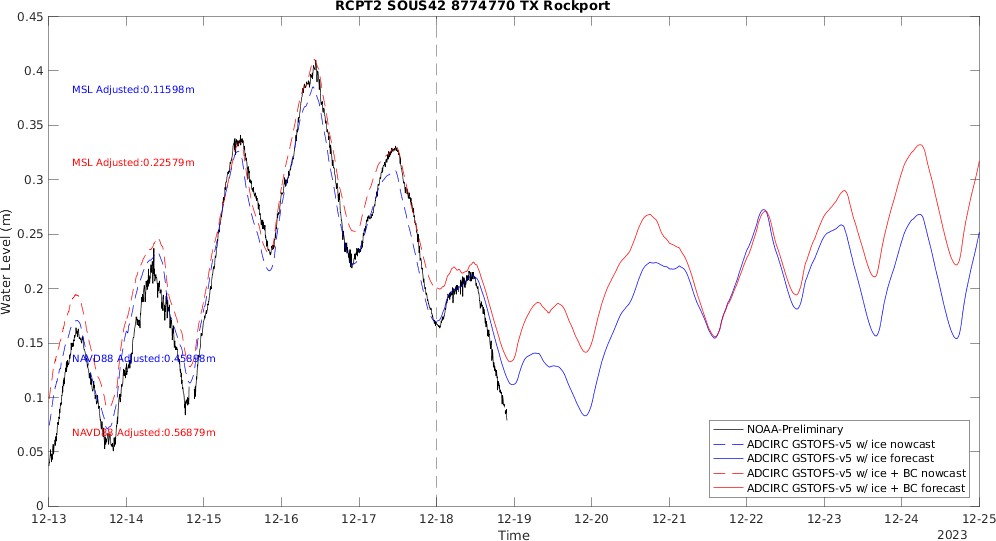 RCPT2 SOUS42 8774770 TX Rockport
0.45
0.4
0.35
0.3
0.25
0.2
0.15
0.1
0.05
0
Water Level (m)
MSL Adjusted:0.11598m
MSL Adjusted:0.22579m
NAVD88 Adjusted:0.45898m
NAVD88 Adjusted:0.56879m
NOAA-Preliminary
ADCIRC GSTOFS-v5 w/ ice nowcast
ADCIRC GSTOFS-v5 w/ ice forecast
ADCIRC GSTOFS-v5 w/ ice + BC nowcast
ADCIRC GSTOFS-v5 w/ ice + BC forecast
12-13 12-14 12-15 12-16 12-17 12-18 12-19 12-20 12-21 12-22 12-23 12-24 12-25
Time
2023